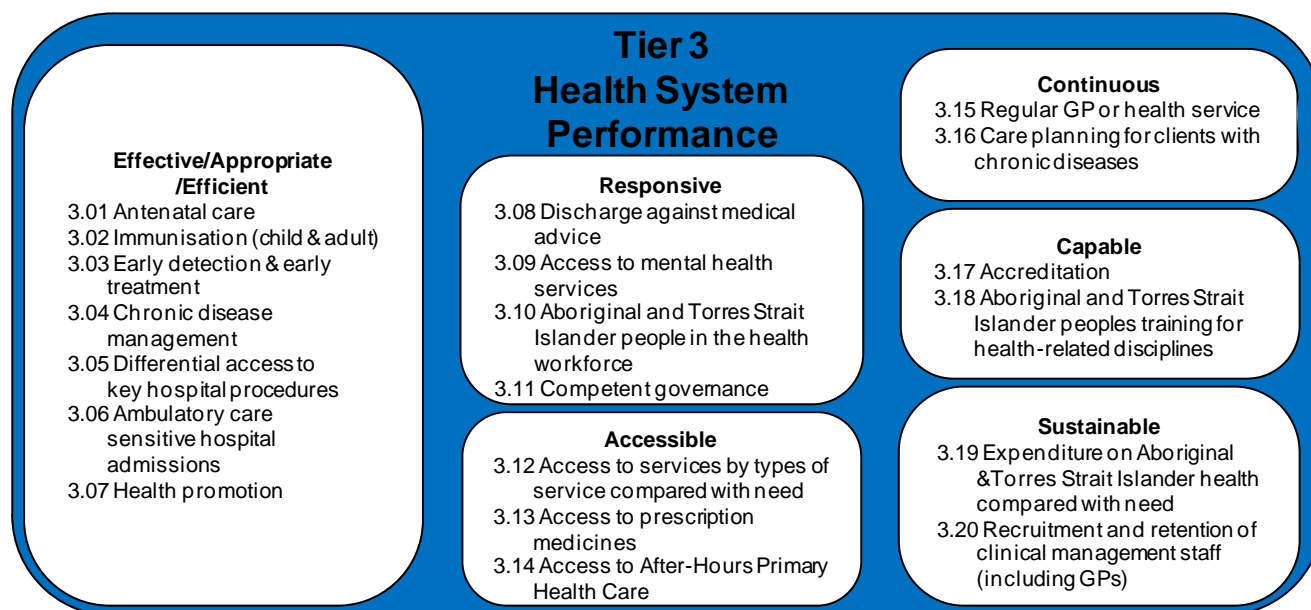 Tier 3
Health System
Performance
Effective/Appropriate
/Efficient
3.01 Antenatal care
3.02 Immunisation (child & adult)
3.03 Early detection & early
treatment
3.04 Chronic disease
management
3.05 Differential access to
key hospital procedures
3.06 Ambulatory care
sensitive hospital
admissions
3.07 Health promotion
Responsive
3.08 Discharge against medical
advice
3.09 Access to mental health
services
3.10 Aboriginal and Torres Strait
Islander people in the health
workforce
3.11 Competent governance
Accessible
3.12 Access to services by types of
service compared with need
3.13 Access to prescription
medicines
3.14 Access to After-Hours Primary
Health Care
Continuous
3.15 Regular GP or health service
3.16 Care planning for clients with
chronic diseases
Capable
3.17 Accreditation
3.18 Aboriginal and Torres Strait
Islander peoples training for
health-related disciplines
Sustainable
3.19 Expenditure on Aboriginal
&Torres Strait Islander health
compared with need
3.20 Recruitment and retention of
clinical management staff
(including GPs)